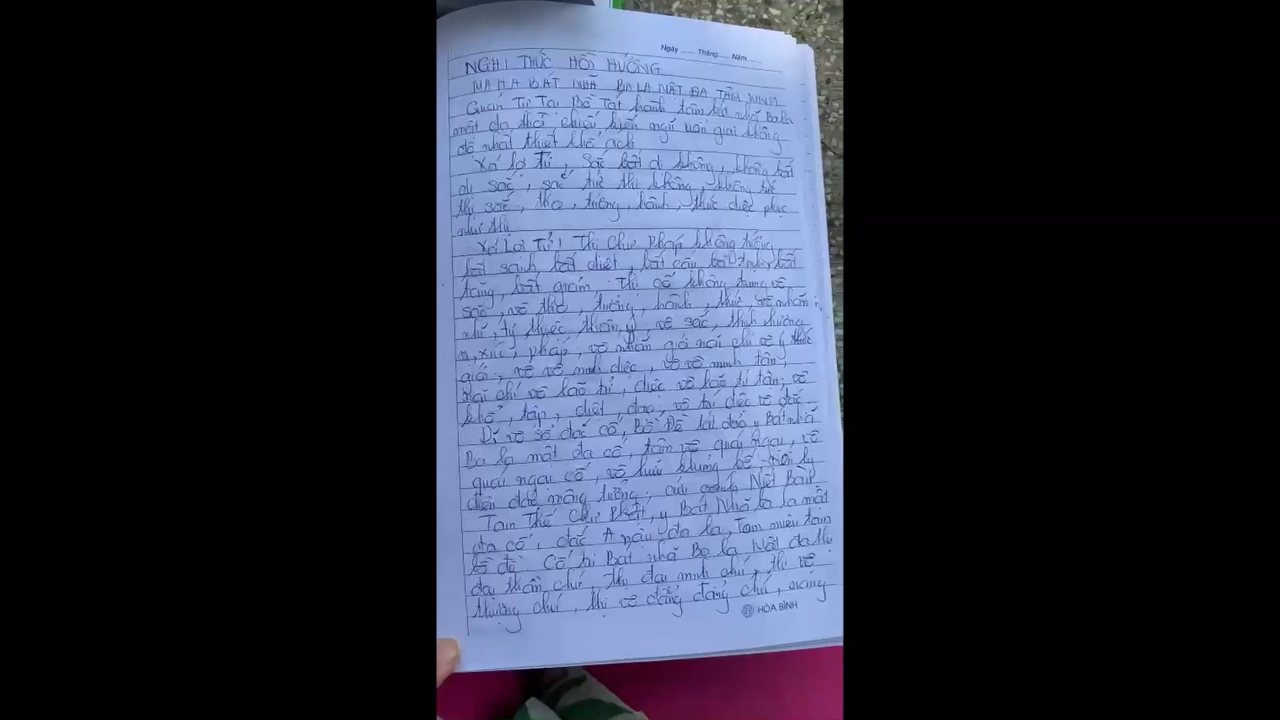 Ngày ..... Tháng ..... Năm .....
NGHI THỨC HỒI HƯỚNG
MAHA BÁT NHÃ BA LA MẬT ĐA TÂM KINH
Quán Tự Tại Bồ Tát hành thâm bát nhã Bala
mật đa thời chiếu kiến ngũ uẩn giai không
độ nhất thiết khổ ách
Xá Lợi Tử, sắc bất dị không, không bất
dị sắc, sắc tức thị không, không tức
thị sắc, thọ, tưởng, hành, thức diệc phục
như thị
Xá Lợi Tử! Thị Chư Pháp không tướng,
bất sanh bất diệt, bất cấu bất tịnh, bất
tăng, bất giảm. Thị cố không trung vô
sắc, vô thọ, tưởng, hành, thức, vô nhãn
nhĩ, tỷ thiệt thân, ý, vô sắc, thinh hương
vị, xúc, pháp, vô nhãn giới nãi chí vô ý thức
giới, vô vô minh diệc, vô vô minh tận,
nãi chí vô lão tử, diệc vô lão tử tận; vô
khổ, tập, diệt, đạo, vô trí diệc vô đắc
Dĩ vô sở đắc cố, Bồ Đề tát đỏa, y Bát nhã
Ba la mật đa cố, tâm vô quái ngại, vô
quái ngại cố, vô hữu khủng bố, viễn ly
điên đảo mộng tưởng, cứu cánh Niết Bàn
Tam Thế Chư Phật, y Bát Nhã ba la mật
đa cố, đắc A nậu đa la, Tam miệu tam
bồ đề. Cố tri Bát nhã Ba la Mật đa thị
đại thần chú, thị đại minh chú, thị vô
thượng chú, thị vô đẳng đẳng chú, năng
HÒA BÌNH